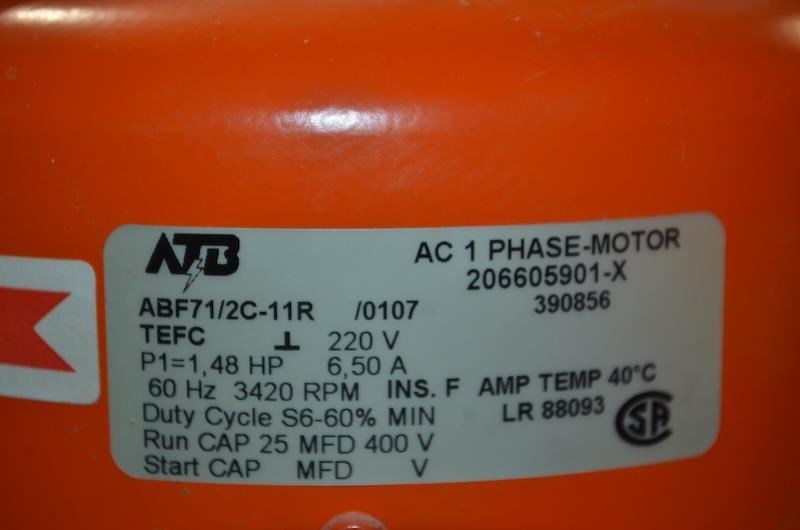 ATB
AC 1 PHASE-MOTOR
206605901-X
390856
ABF71/2C-11R /0107
TEFC ⊥ 220 V
P1=1,48 HP 6,50 A
60 Hz 3420 RPM INS. F AMP TEMP 40°C
Duty Cycle S6-60% MIN LR 88093
Run CAP 25 MFD 400 V
Start CAP MFD V
CSA